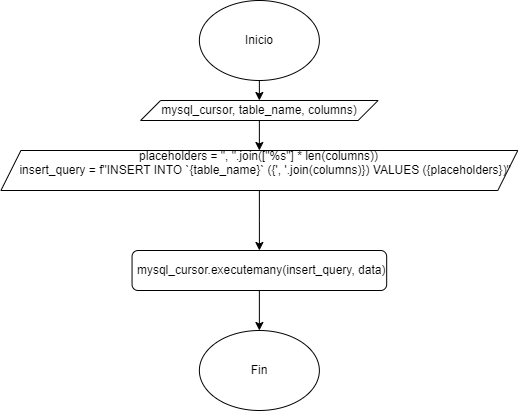 Inicio
mysql_cursor, table_name, columns)
placeholders = ", ".join(["%s"] * len(columns))
insert_query = f"INSERT INTO `{table_name}` ({', '.join(columns)}) VALUES ({placeholders})"
mysql_cursor.executemany(insert_query, data)
Fin